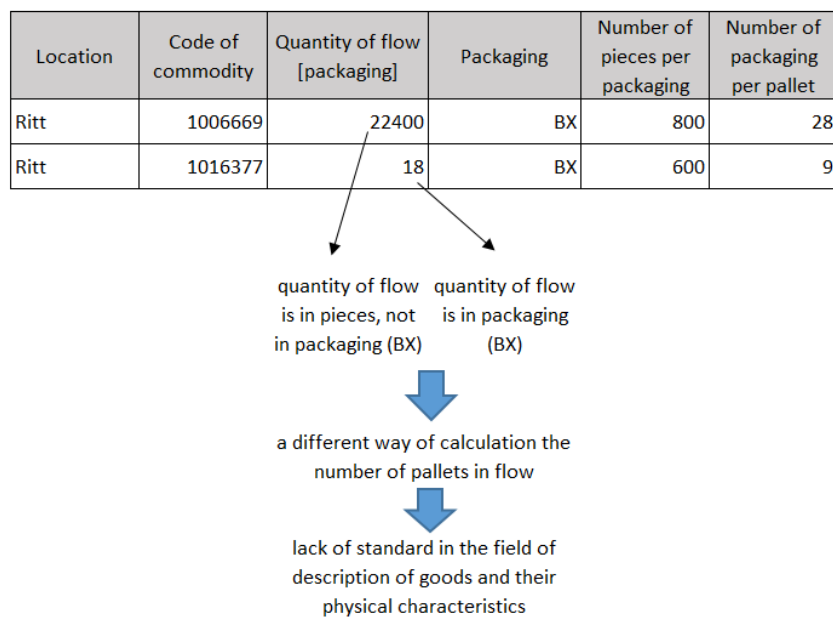 Location Code of commodity Quantity of flow [packaging] Packaging Number of pieces per packaging Number of packaging per pallet
Ritt 1006669 22400 BX 800 28
Ritt 1016377 18 BX 600 9
quantity of flow
is in pieces, not
in packaging (BX)
quantity of flow
is in packaging
(BX)
a different way of calculation the
number of pallets in flow
lack of standard in the field of
description of goods and their
physical characteristics